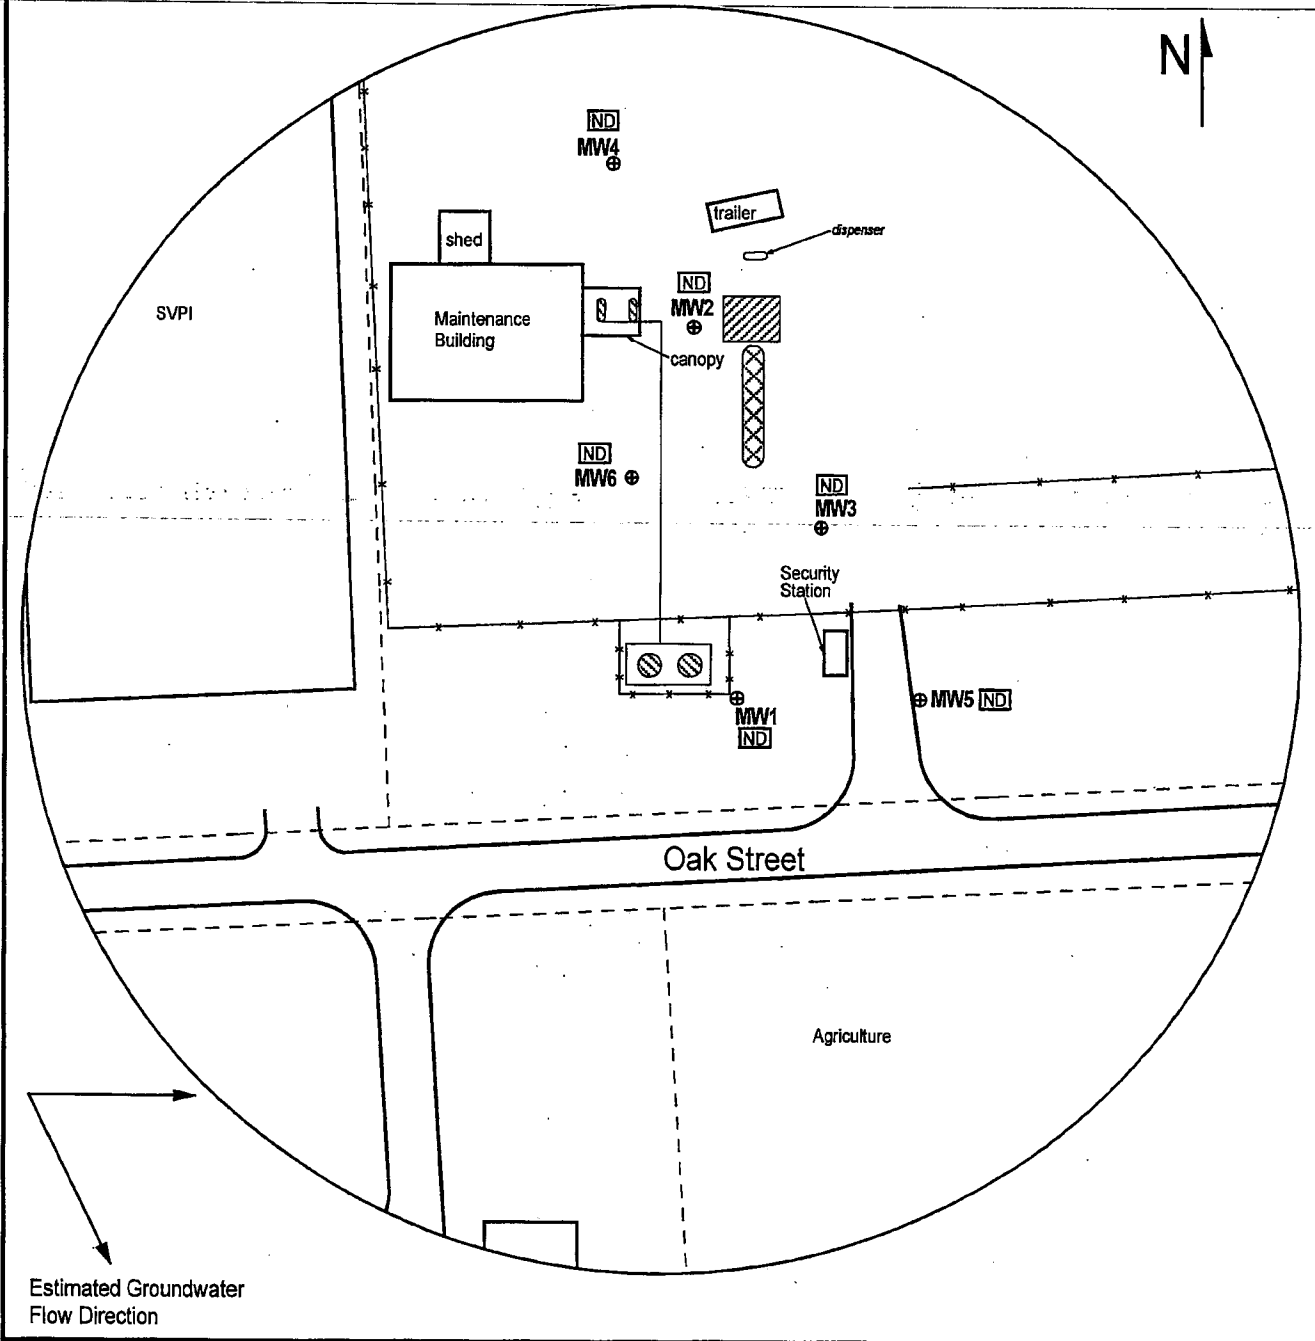 N
ND
MW4
trailer
dispenser
shed
ND
MW2
SVPI
Maintenance
Building
canopy
ND
MW6
ND
MW3
Security
Station
MW5 ND
MW1
ND
Oak Street
Agriculture
Estimated Groundwater
Flow Direction